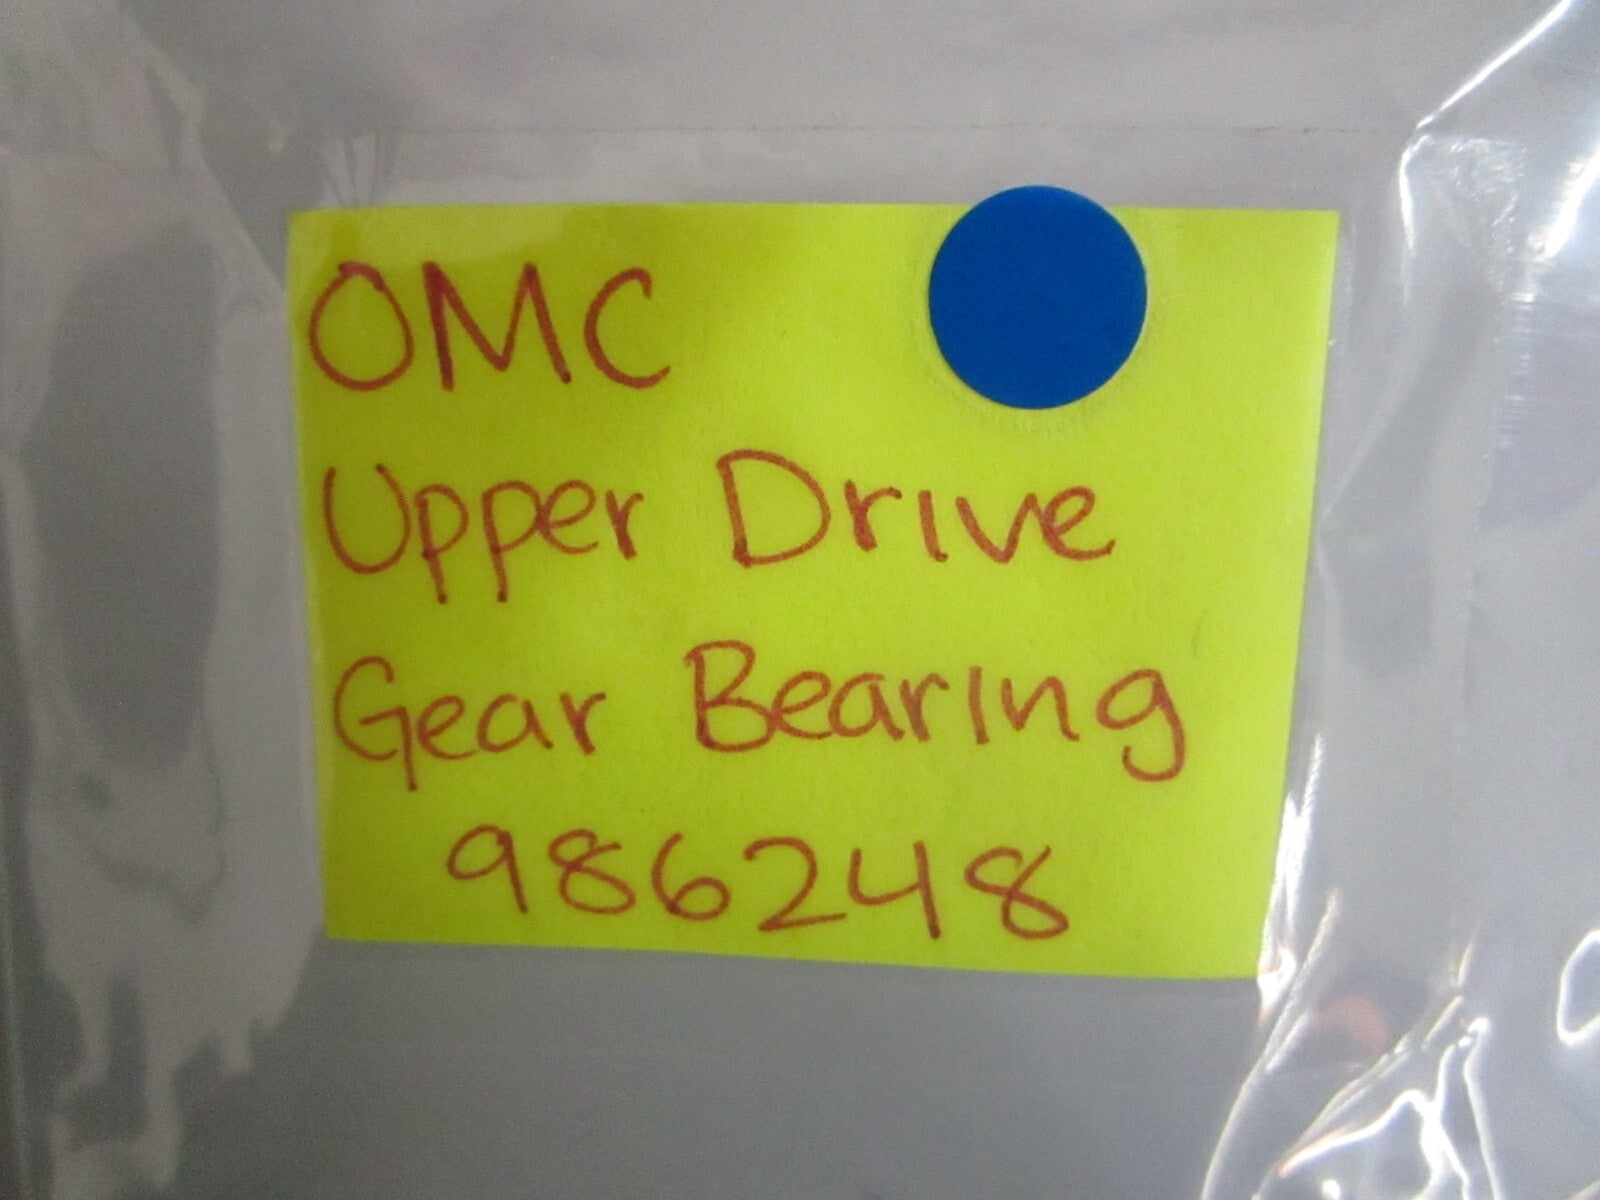 OMC
Upper Drive
Gear Bearing
986248